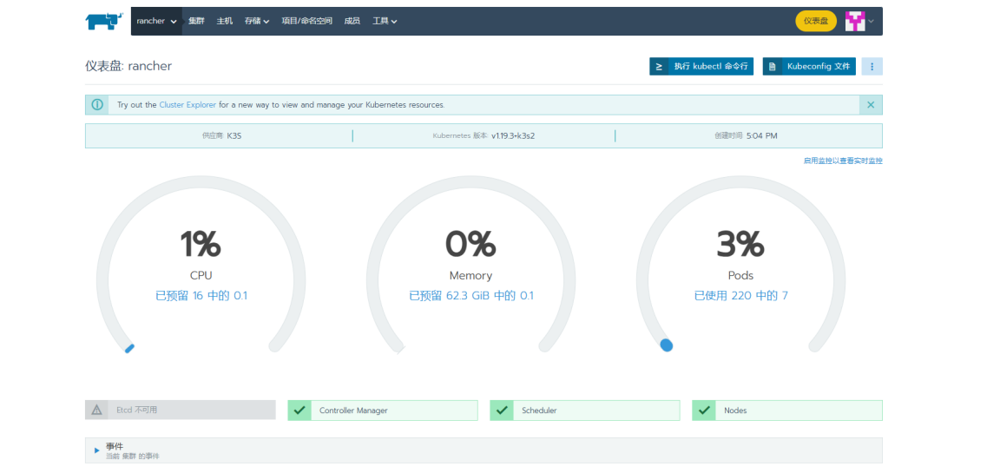 rancher 集群 主机 存储 项目/命名空间 成员 工具 仪表盘
仪表盘: rancher 执行 kubectl 命令行 Kubeconfig 文件
Try out the Cluster Explorer for a new way to view and manage your Kubernetes resources.
供应商: K3S Kubernetes 版本: v1.19.3+k3s2 创建时间: 5:04 PM
启用监控以查看实时监控
1% 0% 3%
CPU Memory Pods
已预留 16 中的 0.1 已预留 62.3 GiB 中的 0.1 已使用 220 中的 7
Etcd 不可用 Controller Manager Scheduler Nodes
事件
当前 集群 的事件